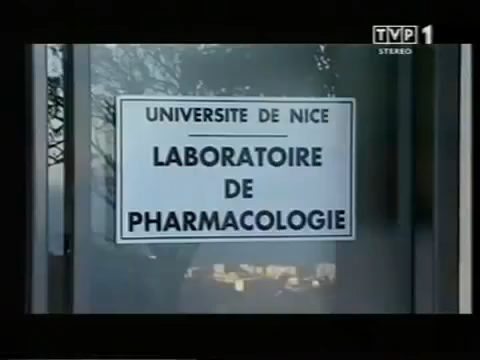 TVP 1
STEREO
UNIVERSITE DE NICE
LABORATOIRE
DE
PHARMACOLOGIE